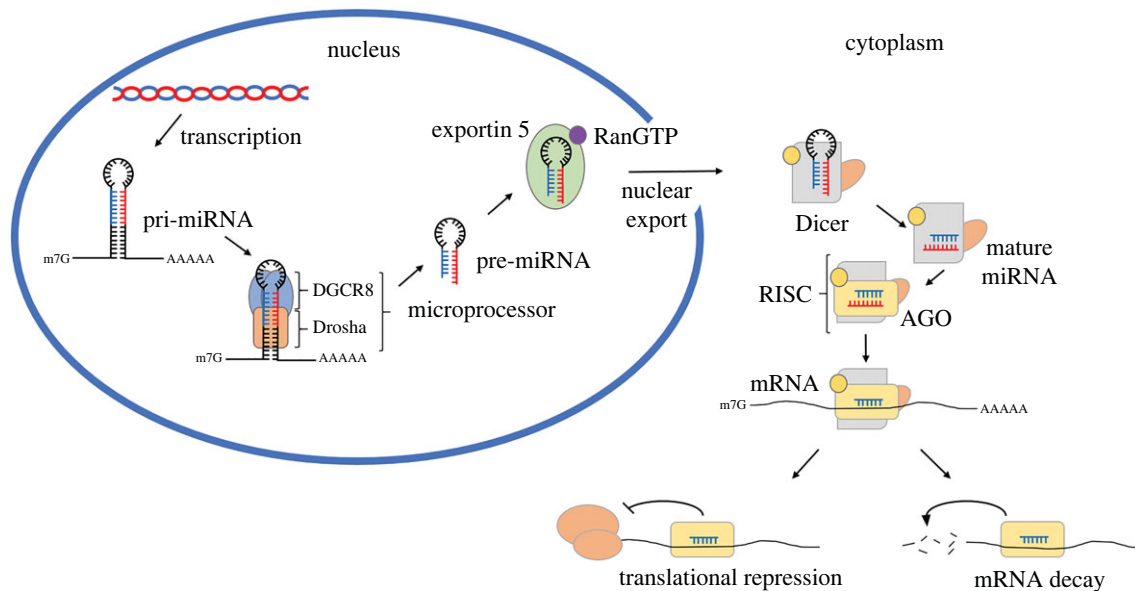 nucleus
cytoplasm
transcription
exportin 5
RanGTP
nuclear
export
pri-miRNA
m7G
AAAAA
DGCR8
Drosha
microprocessor
pre-miRNA
m7G
AAAAA
Dicer
mature
miRNA
RISC
AGO
mRNA
m7G
AAAAA
translational repression
mRNA decay